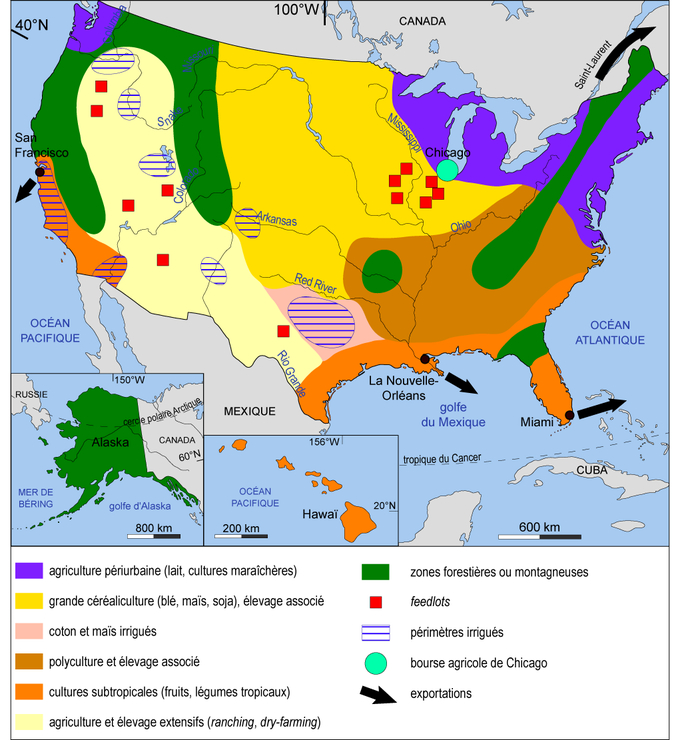 100°W
40°N
CANADA
Saint-Laurent
Mississippi
San
Francisco
Snake
Chicago
Arkansas
Ohio
Red River
OCÉAN
PACIFIQUE
OCÉAN
ATLANTIQUE
Rio Grande
La Nouvelle-
Orléans
golfe
du Mexique
Miami
MEXIQUE
150°W
RUSSIE
cercle polaire Arctique
Alaska
CANADA
60°N
MER DE
BÉRING
golfe d'Alaska
800 km
156°W
OCÉAN
PACIFIQUE
Hawaï
20°N
200 km
tropique du Cancer
CUBA
600 km
agriculture périurbaine (lait, cultures maraîchères)
grande céréaliculture (blé, maïs, soja), élevage associé
coton et maïs irrigués
polyculture et élevage associé
cultures subtropicales (fruits, légumes tropicaux)
agriculture et élevage extensifs (ranching, dry-farming)
zones forestières ou montagneuses
feedlots
périmètres irrigués
bourse agricole de Chicago
exportations